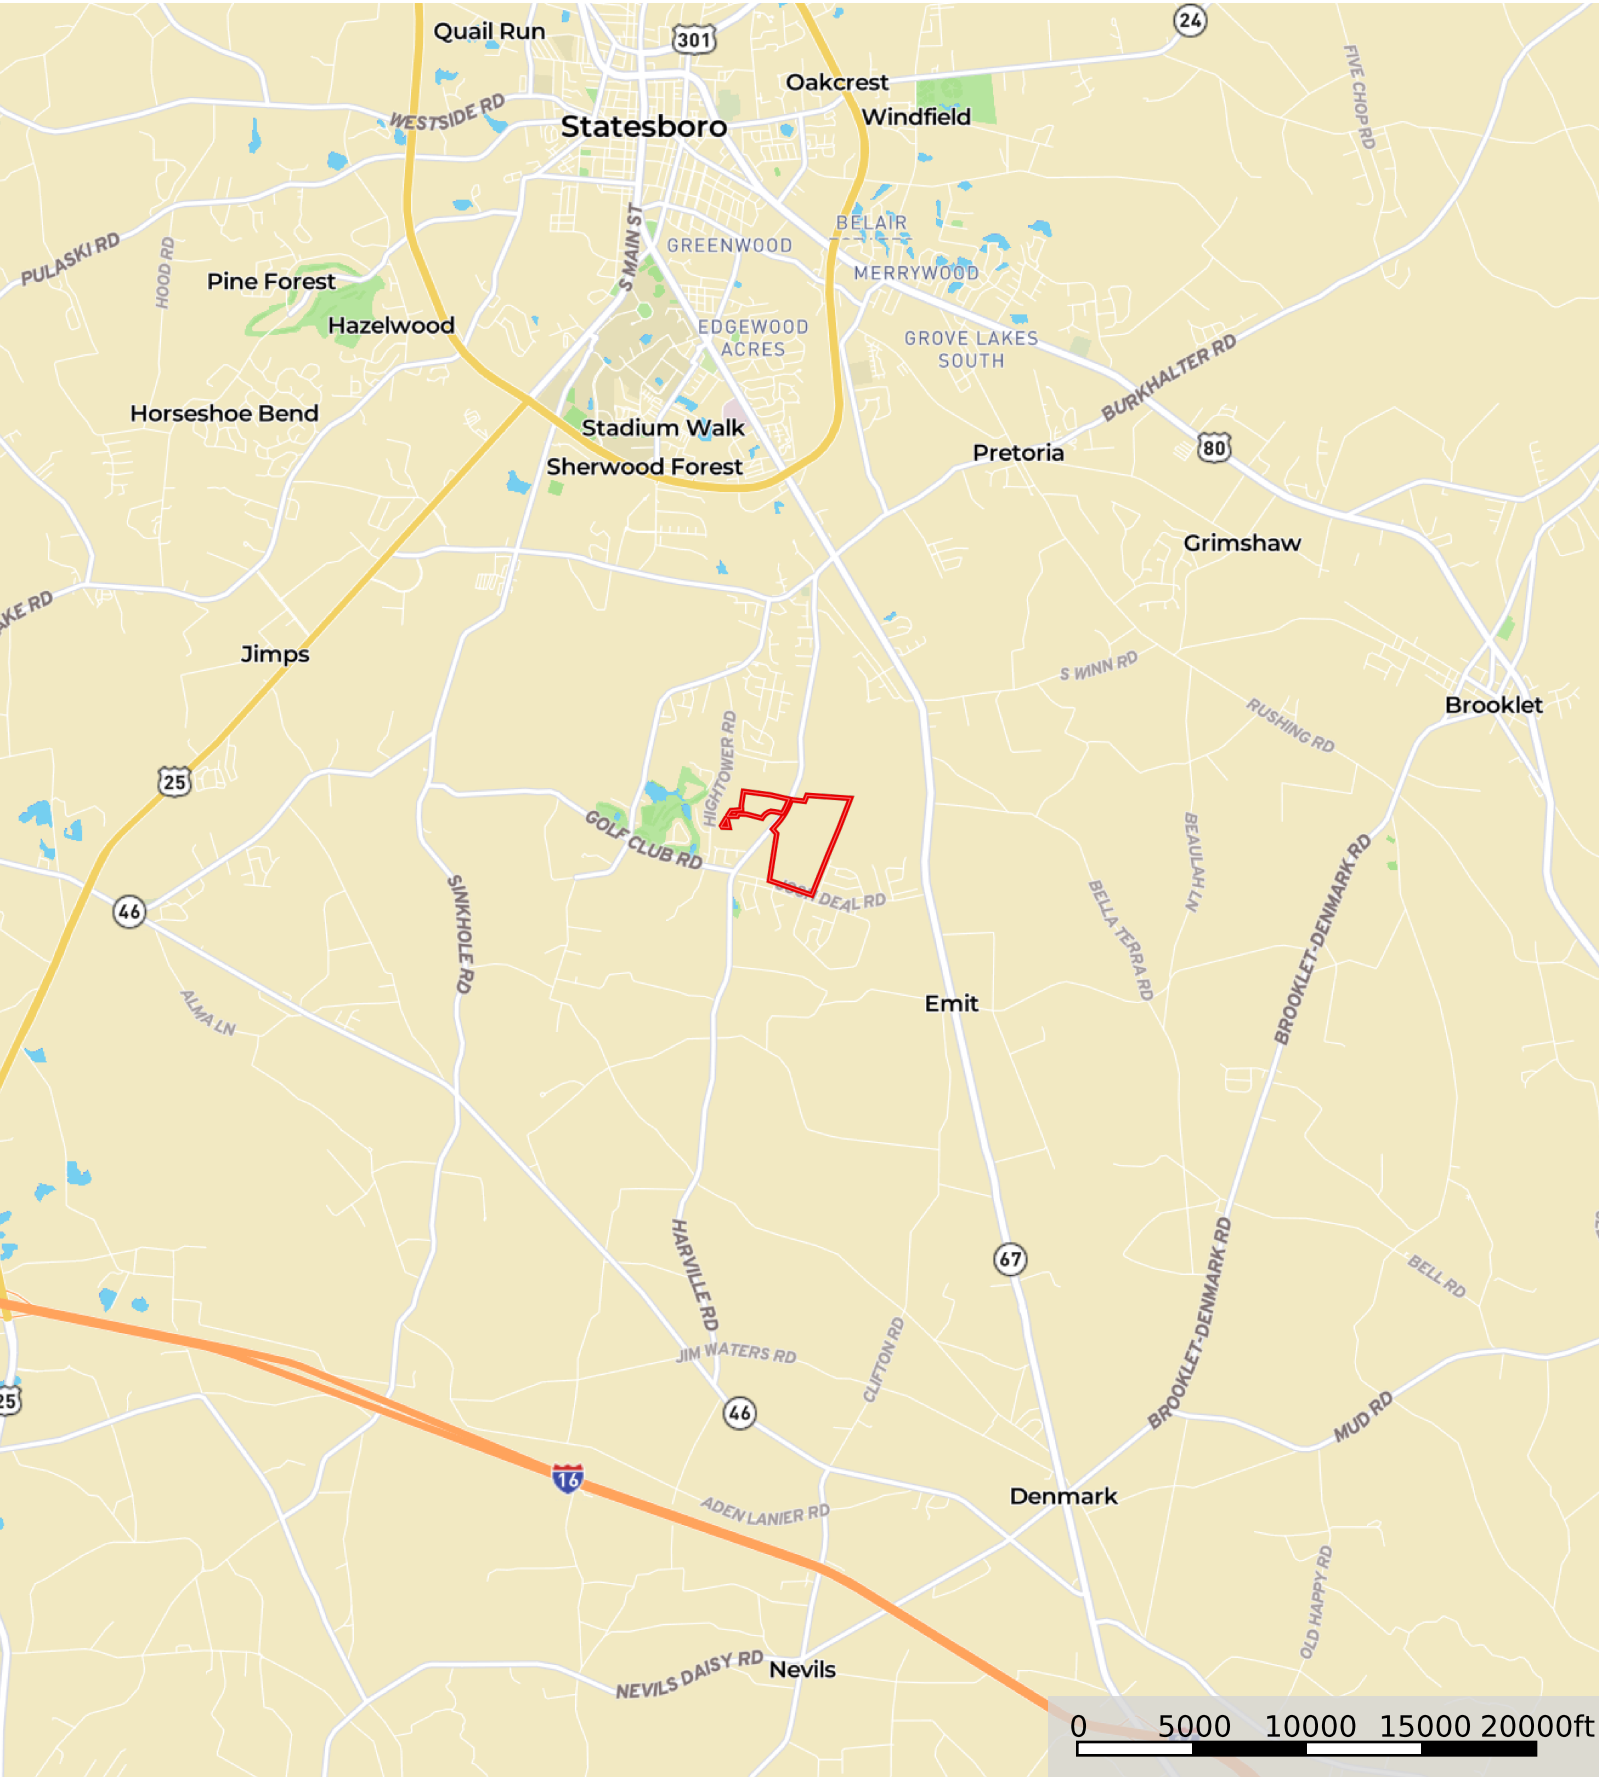 Quail Run
301
24
Oakcrest
FIVE CHOP RD
WESTSIDE RD
Windfield
Statesboro
BELAIR
PULASKI RD
HOOD RD
S MAIN ST
GREENWOOD
MERRYWOOD
Pine Forest
Hazelwood
EDGEWOOD
ACRES
GROVE LAKES
SOUTH
BURKHALTER RD
Horseshoe Bend
Stadium Walk
Pretoria
80
Sherwood Forest
Grimshaw
AKE RD
Jimps
S WINN RD
Brooklet
RUSHING RD
HIGHTOWER RD
25
GOLF CLUB RD
BEAULAH LN
BROOKLET-DENMARK RD
46
SINKHOLE RD
DEAL RD
BELLA TERRA RD
ALMA LN
Emit
HARVILLE RD
67
BELL RD
BROOKLET-DENMARK RD
JIM WATERS RD
CLIFTON RD
25
46
MUD RD
16
ADEN LANIER RD
Denmark
OLD HAPPY RD
NEVILS DAISY RD
Nevils
0 5000 10000 15000 20000ft